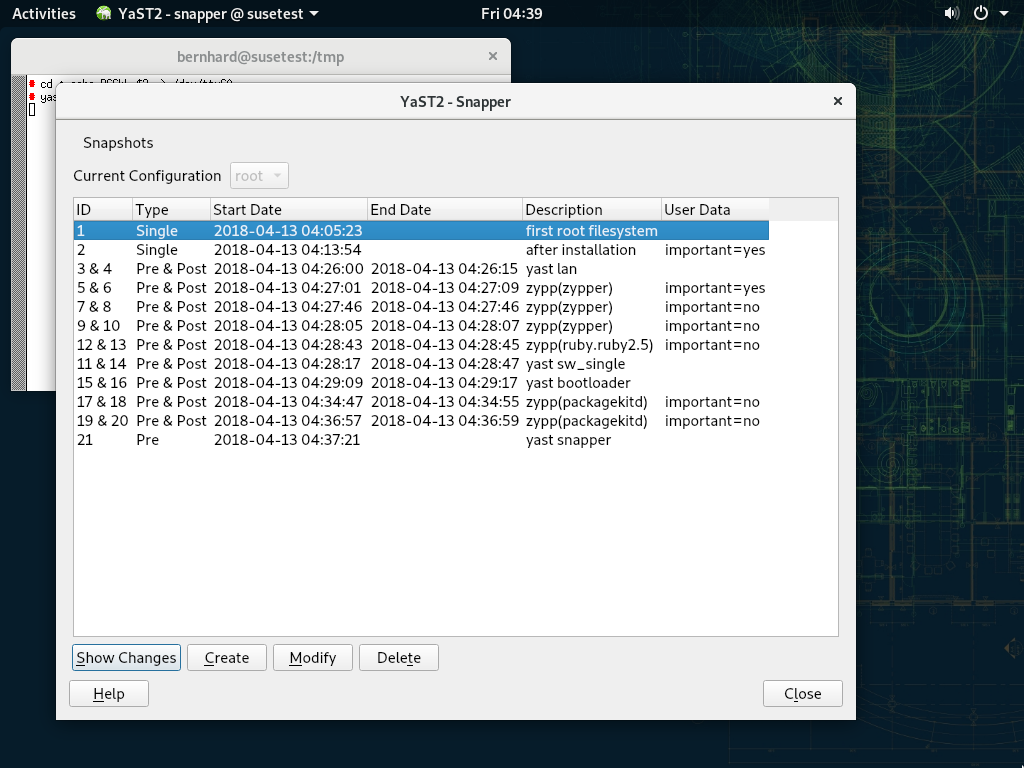 Activities YaST2 - snapper @ susetest Fri 04:39
bernhard@susetest:/tmp
cd
yas
YaST2 - Snapper
Snapshots
Current Configuration root
ID Type Start Date End Date Description User Data
1 Single 2018-04-13 04:05:23 first root filesystem
2 Single 2018-04-13 04:13:54 after installation important=yes
3 & 4 Pre & Post 2018-04-13 04:26:00 2018-04-13 04:26:15 yast lan
5 & 6 Pre & Post 2018-04-13 04:27:01 2018-04-13 04:27:09 zypp(zypper) important=yes
7 & 8 Pre & Post 2018-04-13 04:27:46 2018-04-13 04:27:46 zypp(zypper) important=no
9 & 10 Pre & Post 2018-04-13 04:28:05 2018-04-13 04:28:07 zypp(zypper) important=no
12 & 13 Pre & Post 2018-04-13 04:28:43 2018-04-13 04:28:45 zypp(ruby.ruby2.5) important=no
11 & 14 Pre & Post 2018-04-13 04:28:17 2018-04-13 04:28:47 yast sw_single
15 & 16 Pre & Post 2018-04-13 04:29:09 2018-04-13 04:29:17 yast bootloader
17 & 18 Pre & Post 2018-04-13 04:34:47 2018-04-13 04:34:55 zypp(packagekitd) important=no
19 & 20 Pre & Post 2018-04-13 04:36:57 2018-04-13 04:36:59 zypp(packagekitd) important=no
21 Pre 2018-04-13 04:37:21 yast snapper
Show Changes Create Modify Delete
Help Close